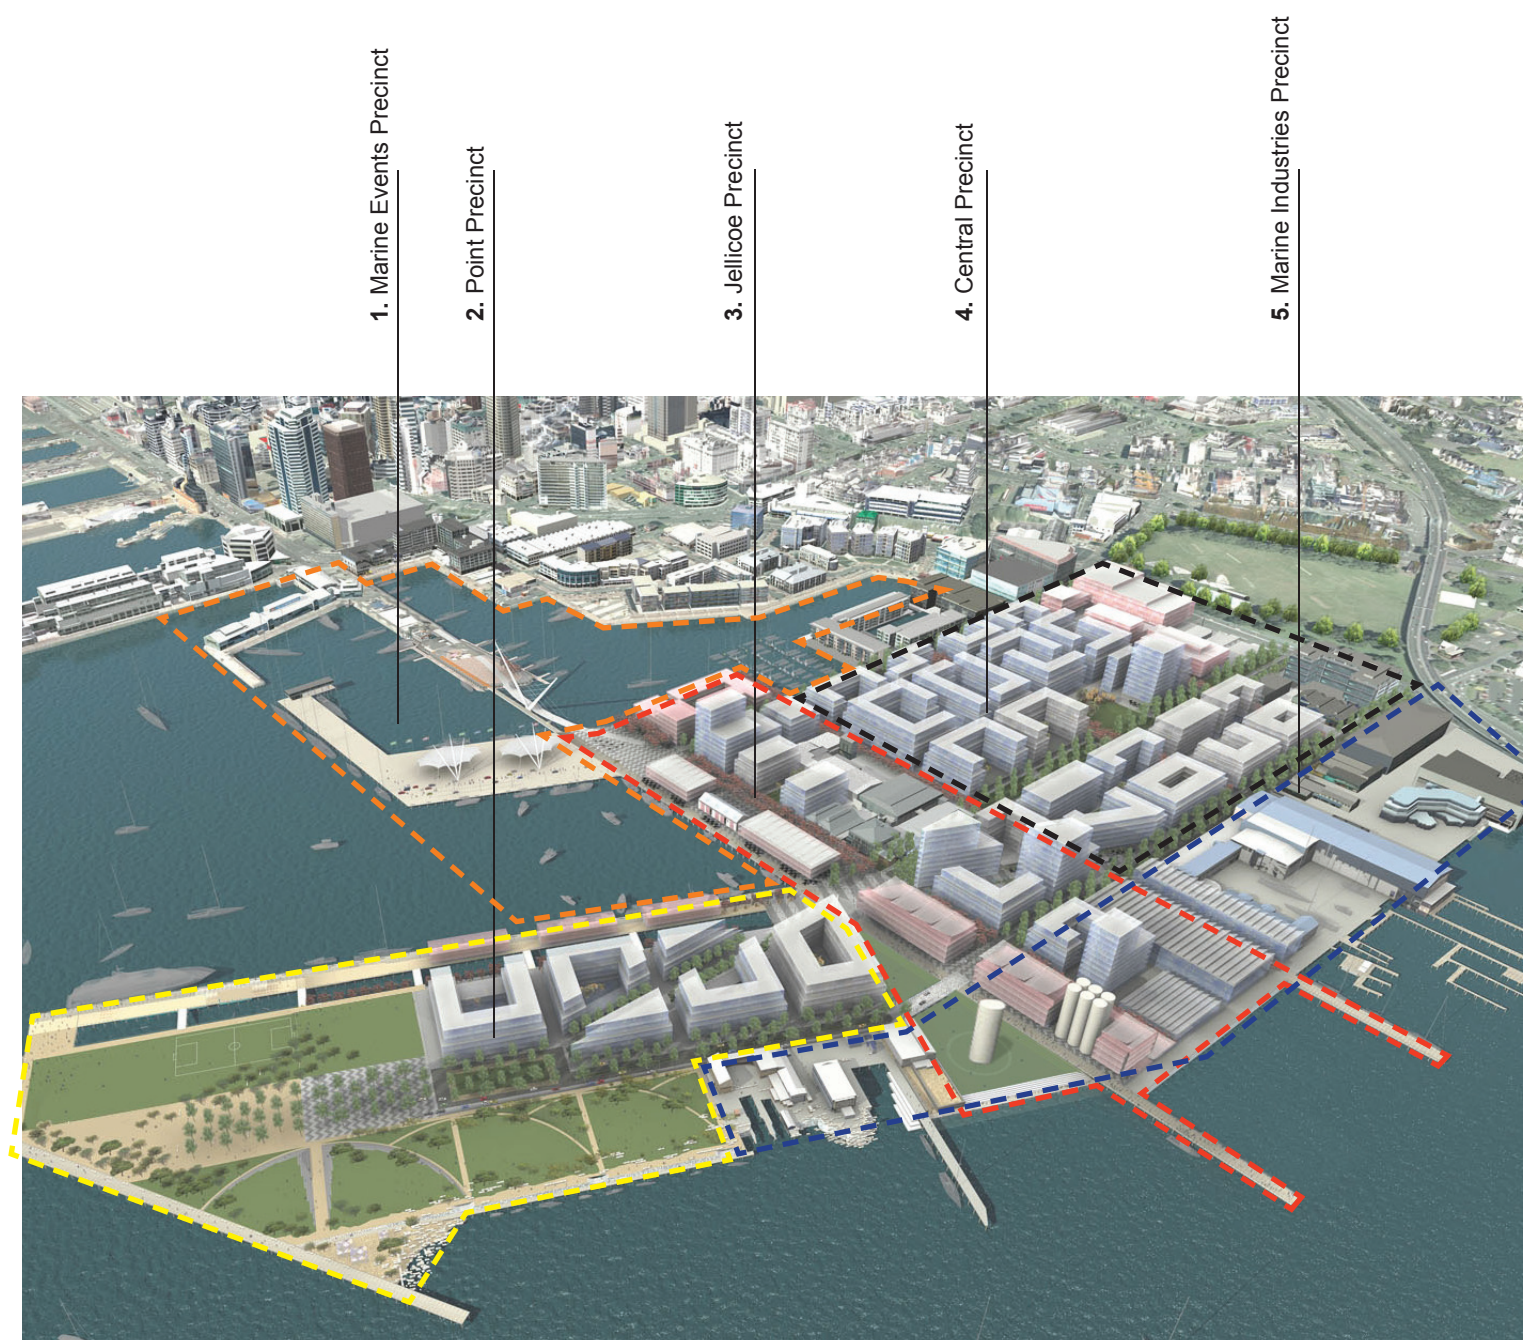 1. Marine Events Precinct
2. Point Precinct
3. Jellicoe Precinct
4. Central Precinct
5. Marine Industries Precinct